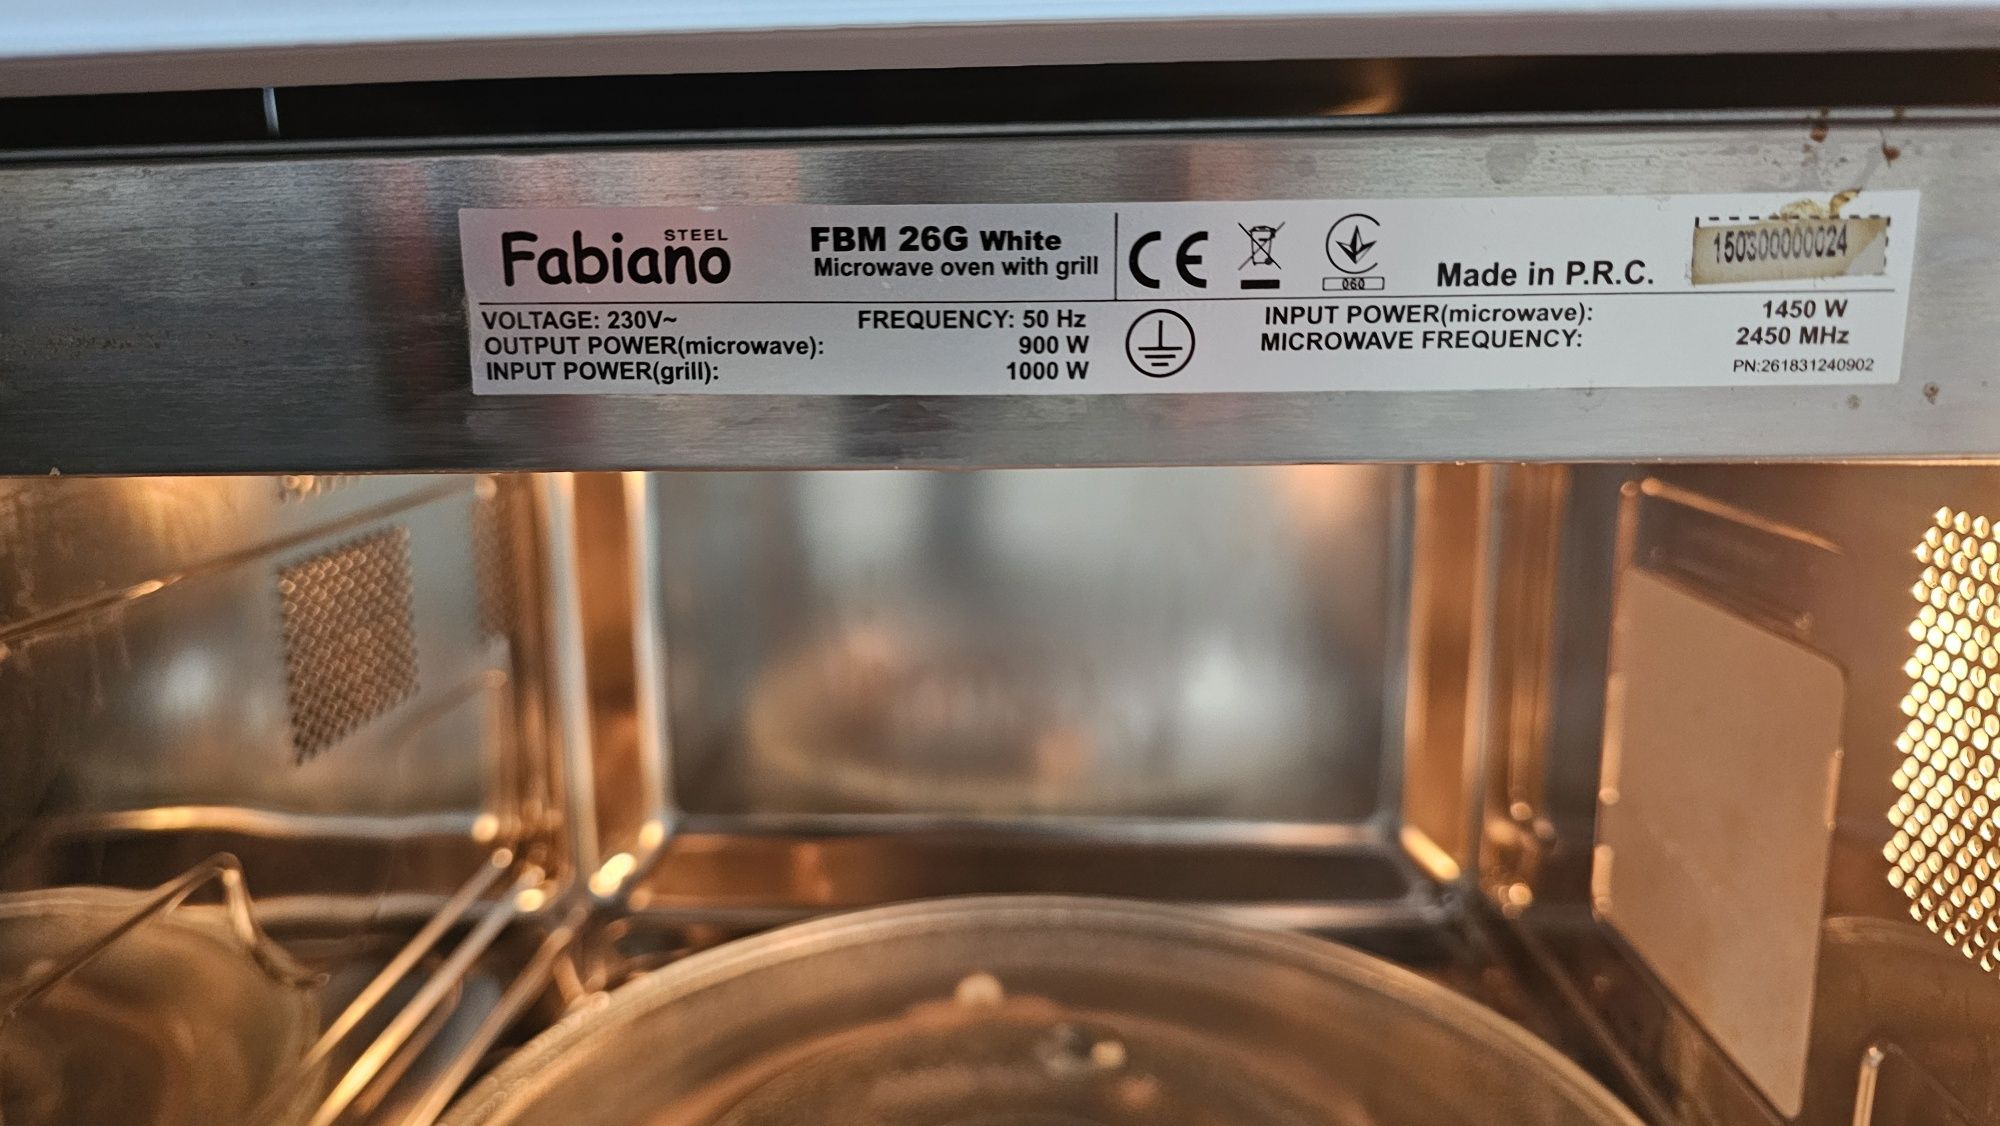 STEEL
Fabiano
FBM 26G White
Microwave oven with grill
CE
060
Made in P.R.C.
150300000024
VOLTAGE: 230V~
FREQUENCY: 50 Hz
OUTPUT POWER(microwave): 900 W
INPUT POWER(grill): 1000 W
INPUT POWER(microwave): 1450 W
MICROWAVE FREQUENCY: 2450 MHz
PN:261831240902